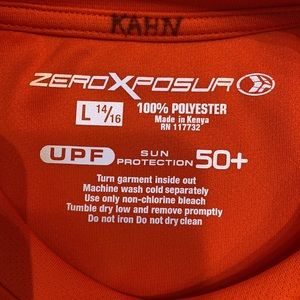 KAHN
ZEROXPOSUR
L 14/16
100% POLYESTER
Made in Kenya
RN 117732
UPF SUN PROTECTION 50+
Turn garment inside out
Machine wash cold separately
Use only non-chlorine bleach
Tumble dry low and remove promptly
Do not iron Do not dry clean